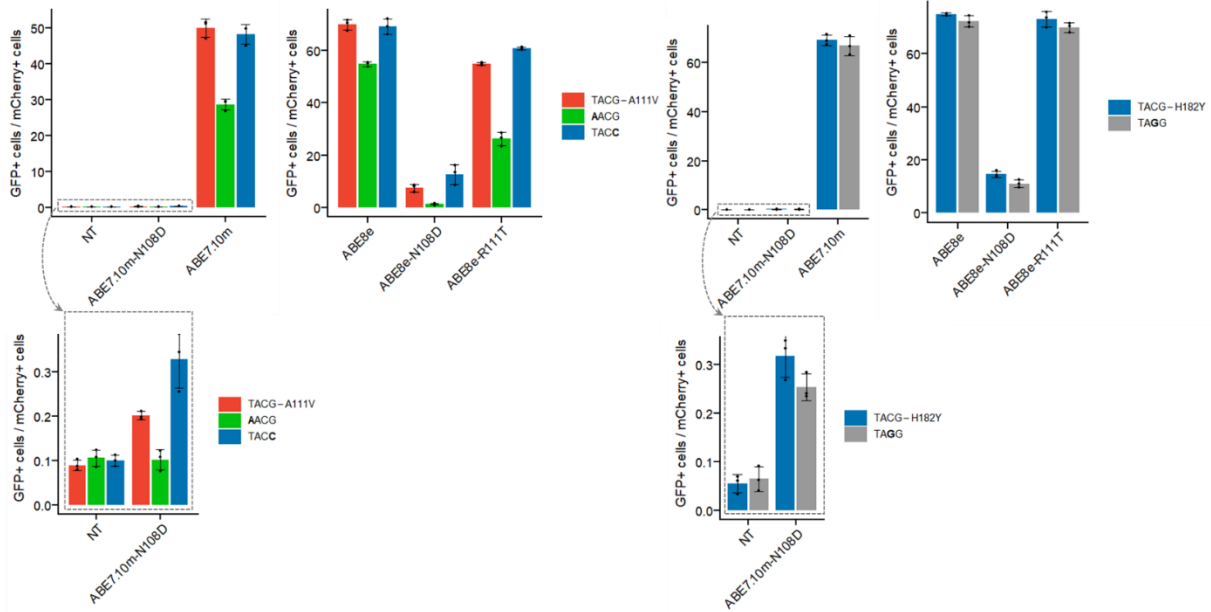 GFP+ cells / mCherry+ cells
50
40
30
20
10
0
NT
ABE7.10m-N108D
ABE7.10m
GFP+ cells / mCherry+ cells
60
40
20
0
ABE8e
ABE8e-N108D
ABE8e-R111T
TACG–A111V
AACG
TACC
GFP+ cells / mCherry+ cells
60
40
20
0
NT
ABE7.10m-N108D
ABE7.10m
GFP+ cells / mCherry+ cells
60
40
20
0
ABE8e
ABE8e-N108D
ABE8e-R111T
TACG–H182Y
TAGG
GFP+ cells / mCherry+ cells
0.3
0.2
0.1
0.0
NT
ABE7.10m-N108D
TACG–A111V
AACG
TACC
GFP+ cells / mCherry+ cells
0.3
0.2
0.1
0.0
NT
ABE7.10m-N108D
TACG–H182Y
TAGG